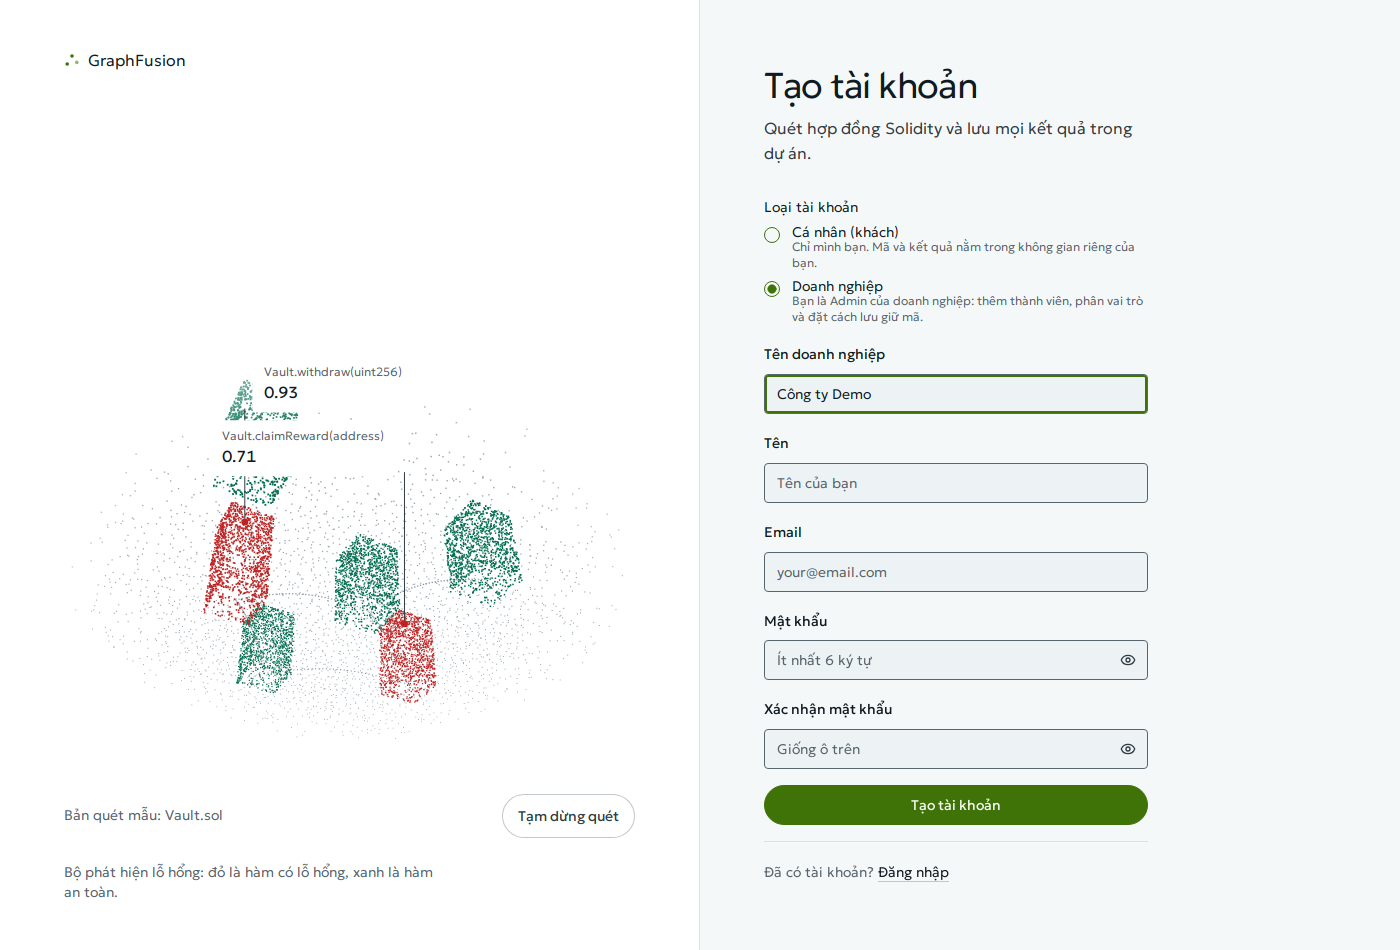 GraphFusion
Vault.withdraw(uint256)
0.93
Vault.claimReward(address)
0.71
Bản quét mẫu: Vault.sol
Tạm dừng quét
Bộ phát hiện lỗ hổng: đỏ là hàm có lỗ hổng, xanh là hàm
an toàn.
Tạo tài khoản
Quét hợp đồng Solidity và lưu mọi kết quả trong
dự án.
Loại tài khoản
Cá nhân (khách)
Chỉ mình bạn. Mã và kết quả nằm trong không gian riêng của
bạn.
Doanh nghiệp
Bạn là Admin của doanh nghiệp: thêm thành viên, phân vai trò
và đặt cách lưu giữ mã.
Tên doanh nghiệp
Công ty Demo
Tên
Tên của bạn
Email
your@email.com
Mật khẩu
Ít nhất 6 ký tự
Xác nhận mật khẩu
Giống ô trên
Tạo tài khoản
Đã có tài khoản? Đăng nhập